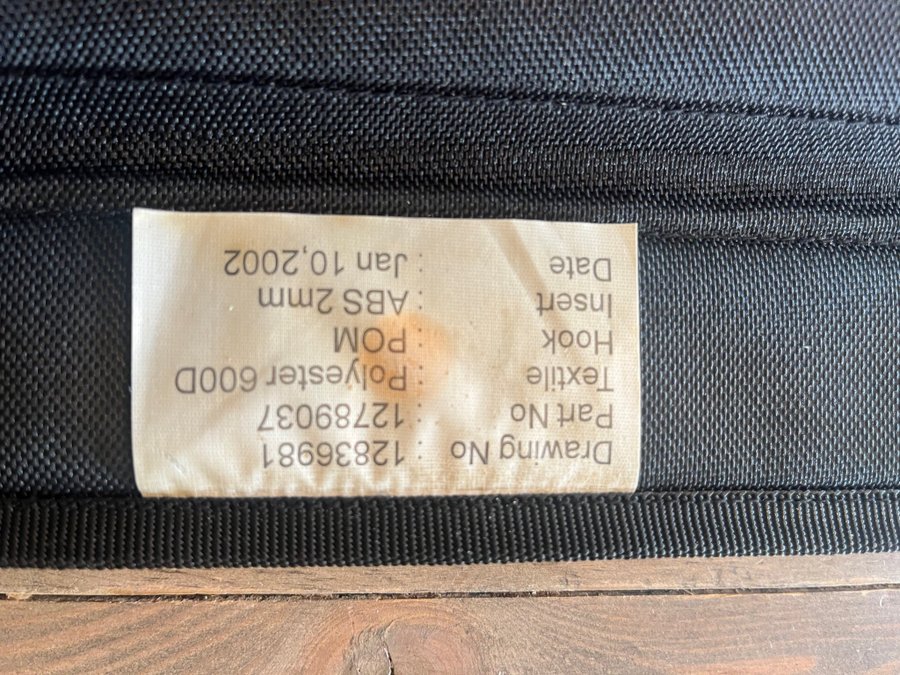 Drawing No : 12836981
Part No : 12789037
Textile : Polyester 600D
Hook : POM
Insert : ABS 2mm
Date : Jan 10,2002